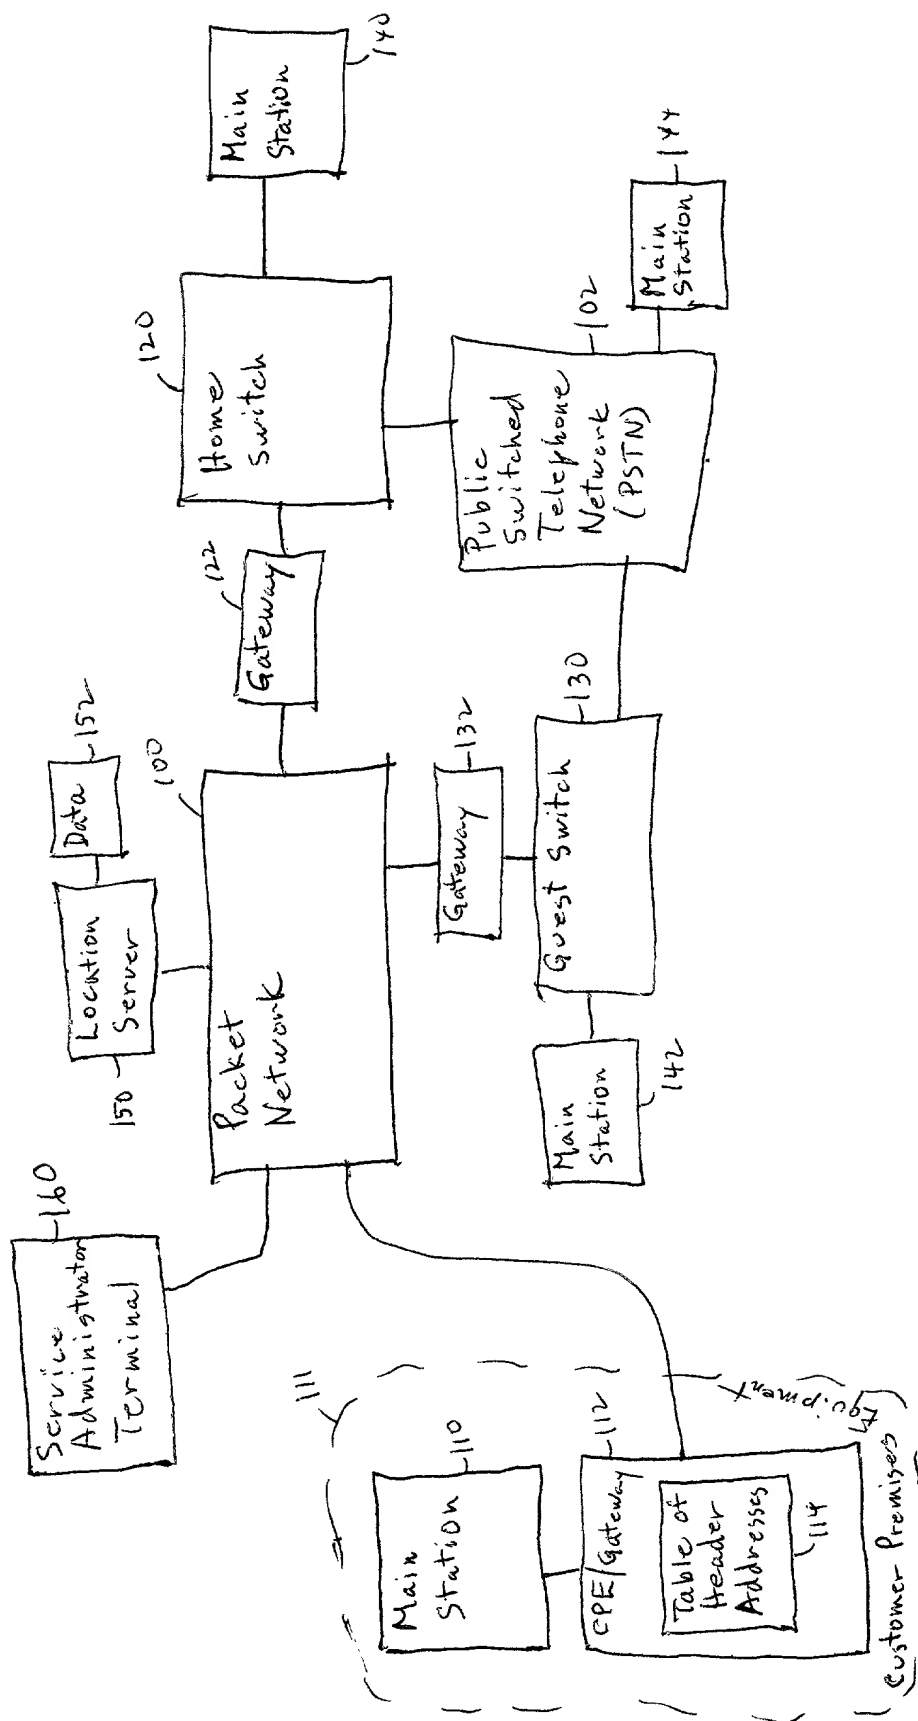 Service
Administrator
Terminal
160
150
Location
Server
Data
152
100
Packet
Network
122
Gateway
120
Home
Switch
Main
Station
140
132
Gateway
Public
Switched
Telephone
Network
(PSTN)
102
Main
Station
144
Guest Switch
130
Main
Station
142
111
Main
Station
110
CPE/Gateway
112
Table of
Header
Addresses
114
Customer Premises
Equipment